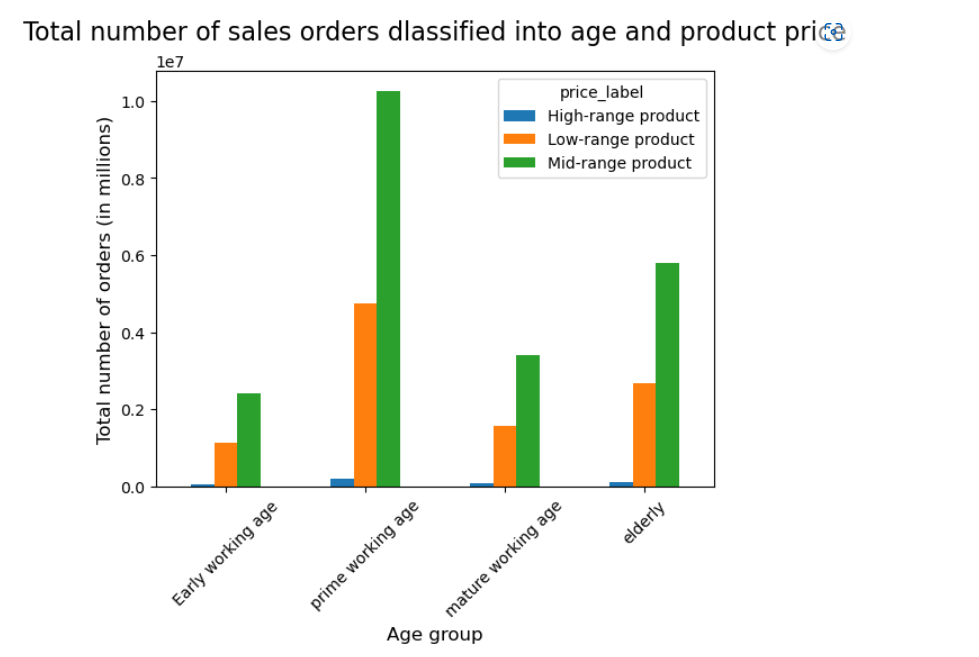 Total number of sales orders dlassified into age and product price
1e7
price_label
High-range product
Low-range product
Mid-range product
1.0
0.8
0.6
0.4
0.2
0.0
Total number of orders (in millions)
Early working age
prime working age
mature working age
elderly
Age group